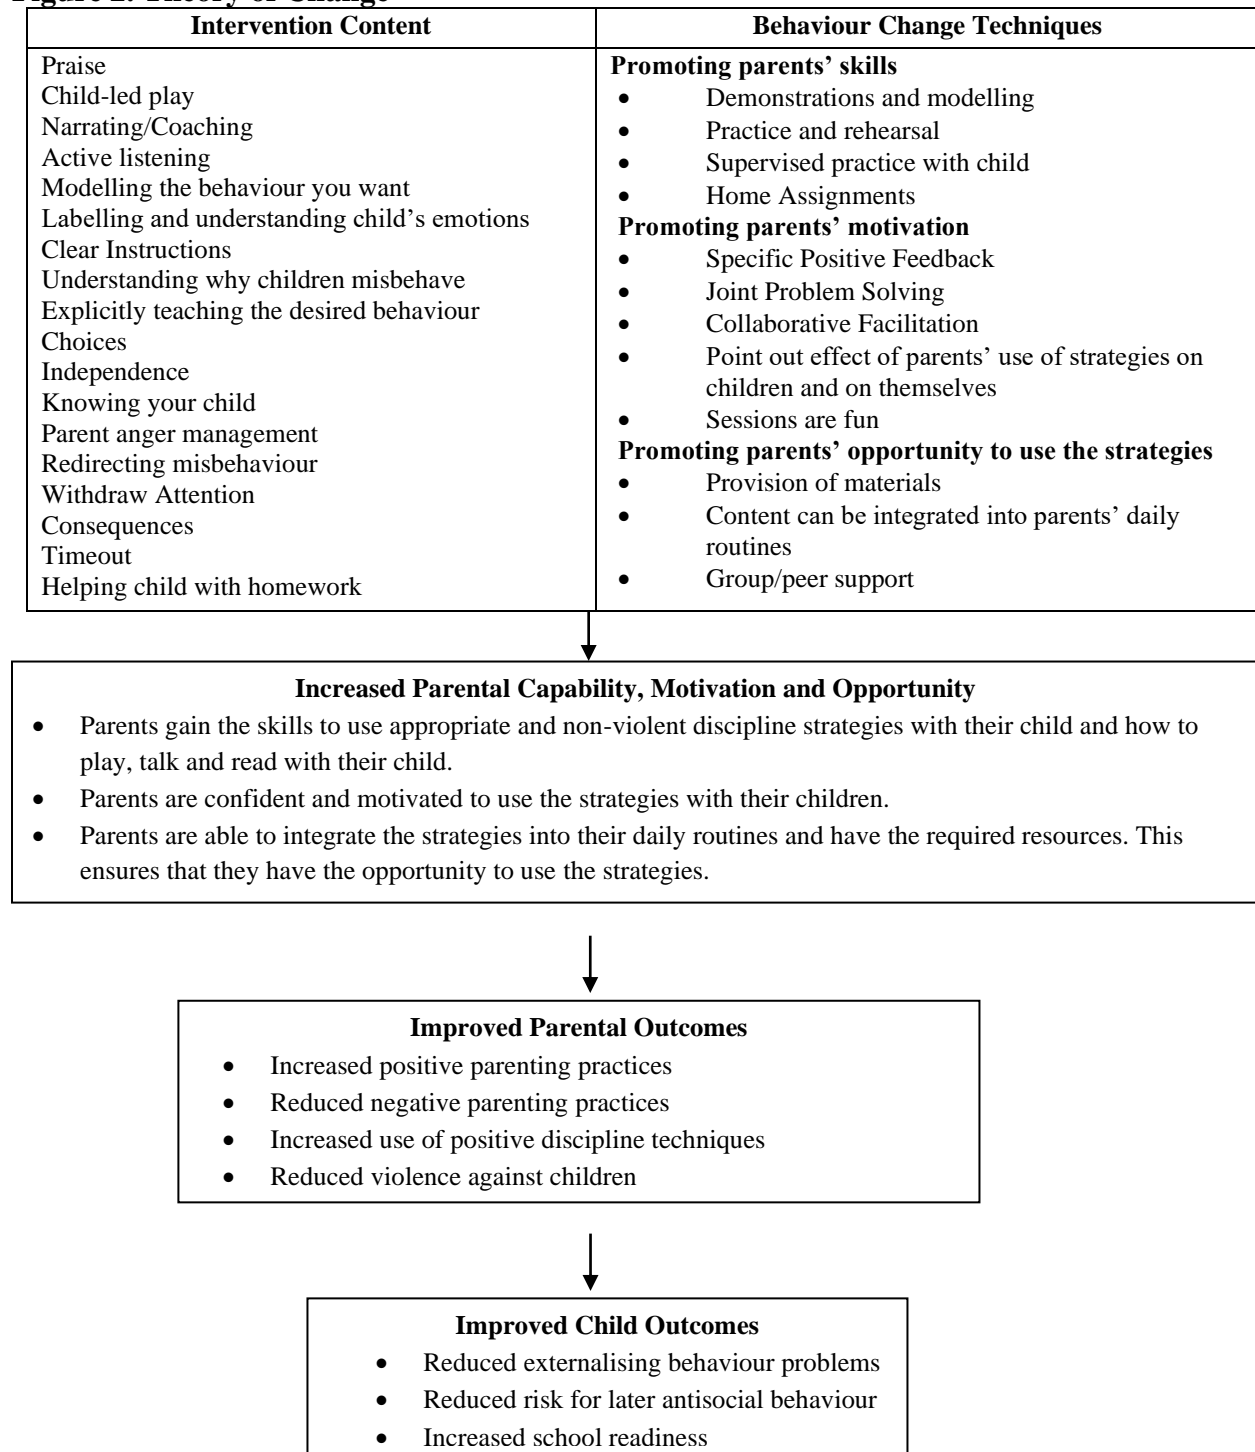 Figure 2: Theory of Change
Intervention Content
Praise
Child-led play
Narrating/Coaching
Active listening
Modelling the behaviour you want
Labelling and understanding child’s emotions
Clear Instructions
Understanding why children misbehave
Explicitly teaching the desired behaviour
Choices
Independence
Knowing your child
Parent anger management
Redirecting misbehaviour
Withdraw Attention
Consequences
Timeout
Helping child with homework
Behaviour Change Techniques
Promoting parents’ skills
• Demonstrations and modelling
• Practice and rehearsal
• Supervised practice with child
• Home Assignments
Promoting parents’ motivation
• Specific Positive Feedback
• Joint Problem Solving
• Collaborative Facilitation
• Point out effect of parents’ use of strategies on
children and on themselves
• Sessions are fun
Promoting parents’ opportunity to use the strategies
• Provision of materials
• Content can be integrated into parents’ daily
routines
• Group/peer support
Increased Parental Capability, Motivation and Opportunity
• Parents gain the skills to use appropriate and non-violent discipline strategies with their child and how to
play, talk and read with their child.
• Parents are confident and motivated to use the strategies with their children.
• Parents are able to integrate the strategies into their daily routines and have the required resources. This
ensures that they have the opportunity to use the strategies.
Improved Parental Outcomes
• Increased positive parenting practices
• Reduced negative parenting practices
• Increased use of positive discipline techniques
• Reduced violence against children
Improved Child Outcomes
• Reduced externalising behaviour problems
• Reduced risk for later antisocial behaviour
• Increased school readiness